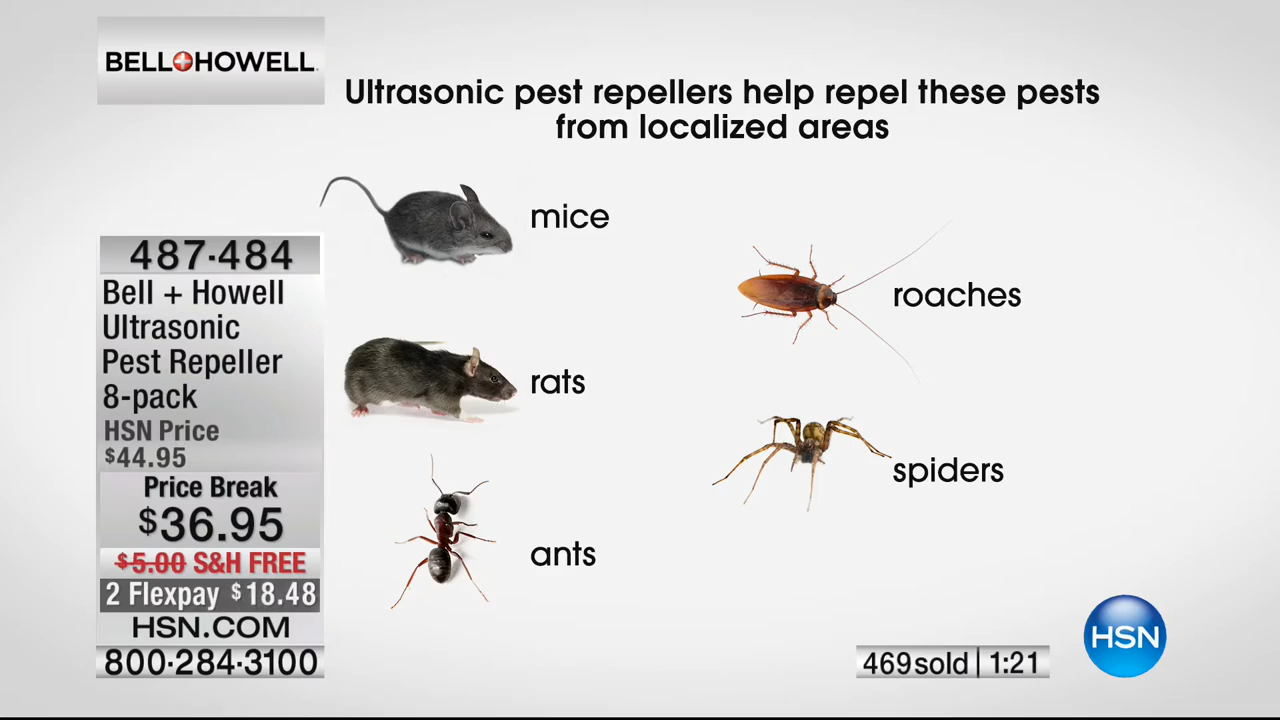 BELL+HOWELL
Ultrasonic pest repellers help repel these pests
from localized areas
mice
roaches
rats
spiders
ants
487·484
Bell + Howell
Ultrasonic
Pest Repeller
8-pack
HSN Price
$44.95
Price Break
$36.95
$5.00 S&H FREE
2 Flexpay $18.48
HSN.COM
800·284·3100
469 sold | 1:21
HSN